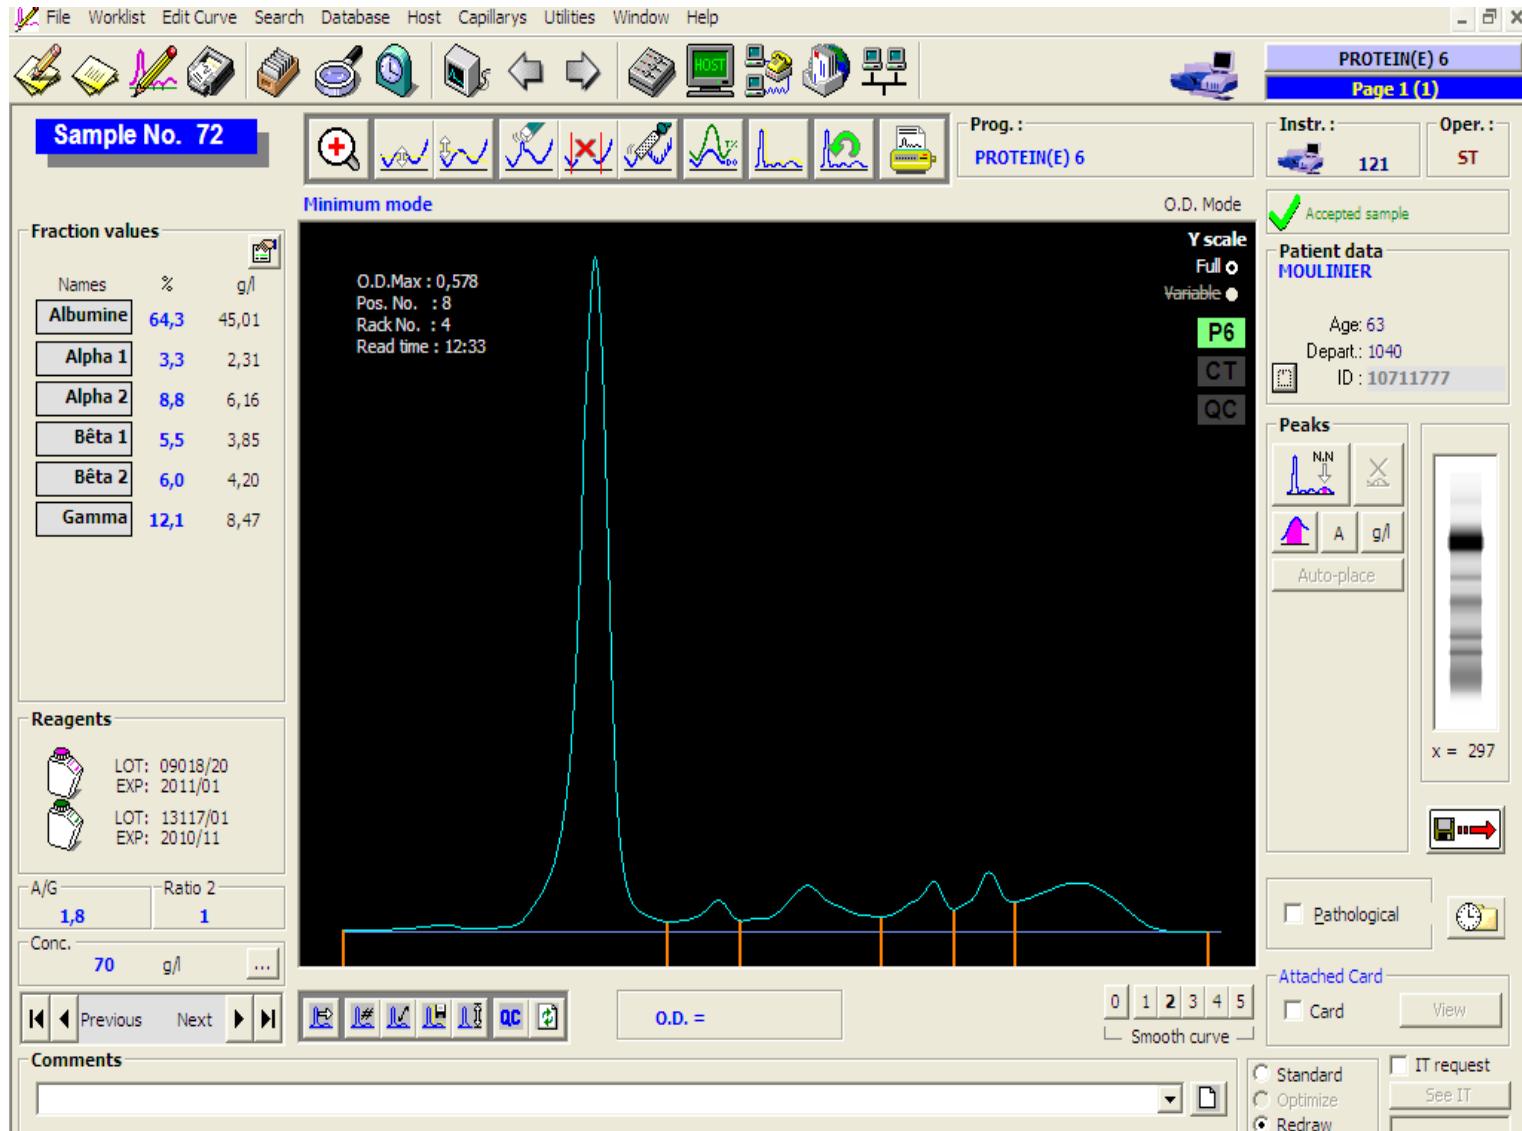 File Worklist Edit Curve Search Database Host Capillarys Utilities Window Help
HOST
PROTEIN(E) 6
Page 1 (1)
Sample No. 72
Prog. :
PROTEIN(E) 6
Instr. :
121
Oper. :
ST
Minimum mode
O.D. Mode
Accepted sample
Fraction values
Names % g/l
Albumine 64,3 45,01
Alpha 1 3,3 2,31
Alpha 2 8,8 6,16
Bêta 1 5,5 3,85
Bêta 2 6,0 4,20
Gamma 12,1 8,47
O.D.Max : 0,578
Pos. No. : 8
Rack No. : 4
Read time : 12:33
Y scale
Full
Variable
P6
CT
QC
Patient data
MOULINIER
Age: 63
Depart.: 1040
ID : 10711777
Peaks
N.N
A g/l
Auto-place
x = 297
Reagents
LOT: 09018/20
EXP: 2011/01
LOT: 13117/01
EXP: 2010/11
A/G
1,8
Ratio 2
1
Conc.
70 g/l ...
Previous Next
QC
O.D. =
0 1 2 3 4 5
Smooth curve
Pathological
Attached Card
Card View
Comments
Standard
Optimize
Redraw
IT request
See IT